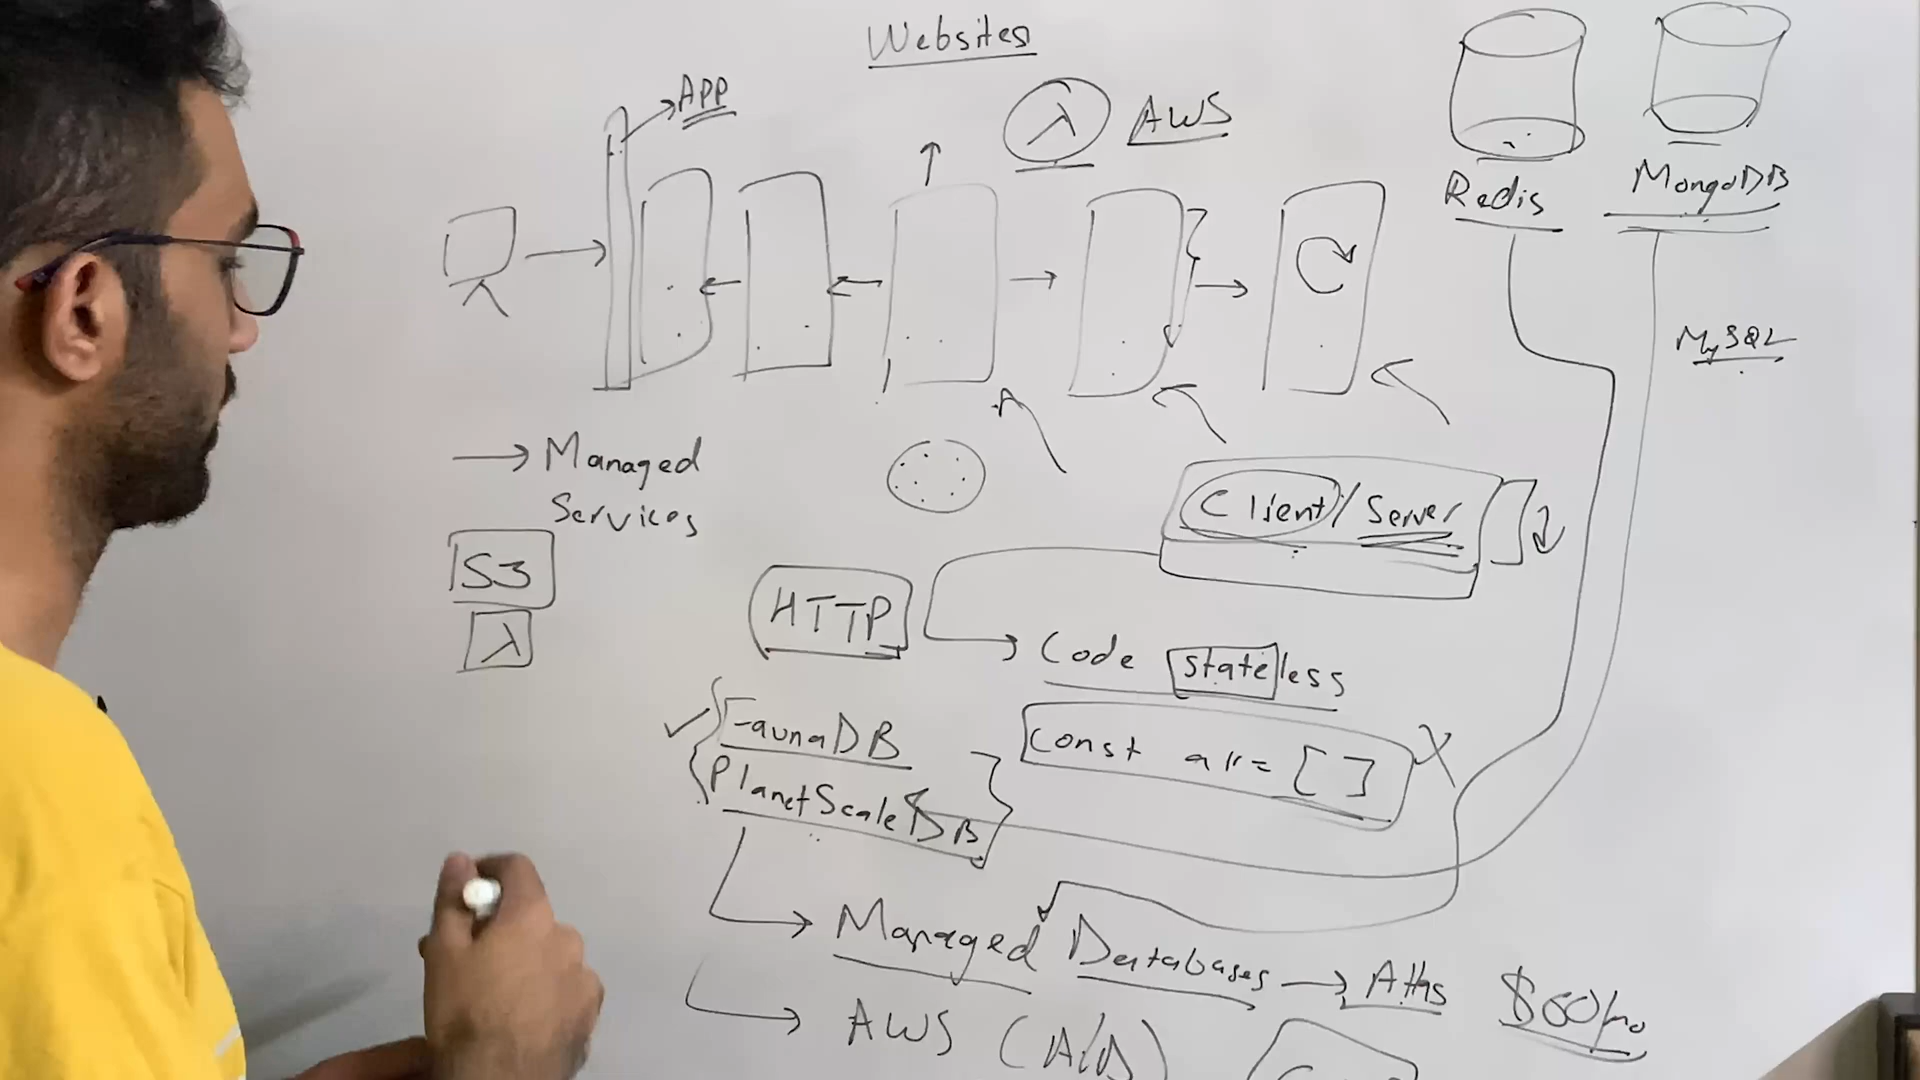 Websites
APP
λ AWS
Redis
MongoDB
MySQL
→ Managed
Services
S3
λ
Client/Server
HTTP
Code stateless
FaunaDB
const arr = [ ]
PlanetScale DB
Managed Databases → Atlas $60/mo
AWS